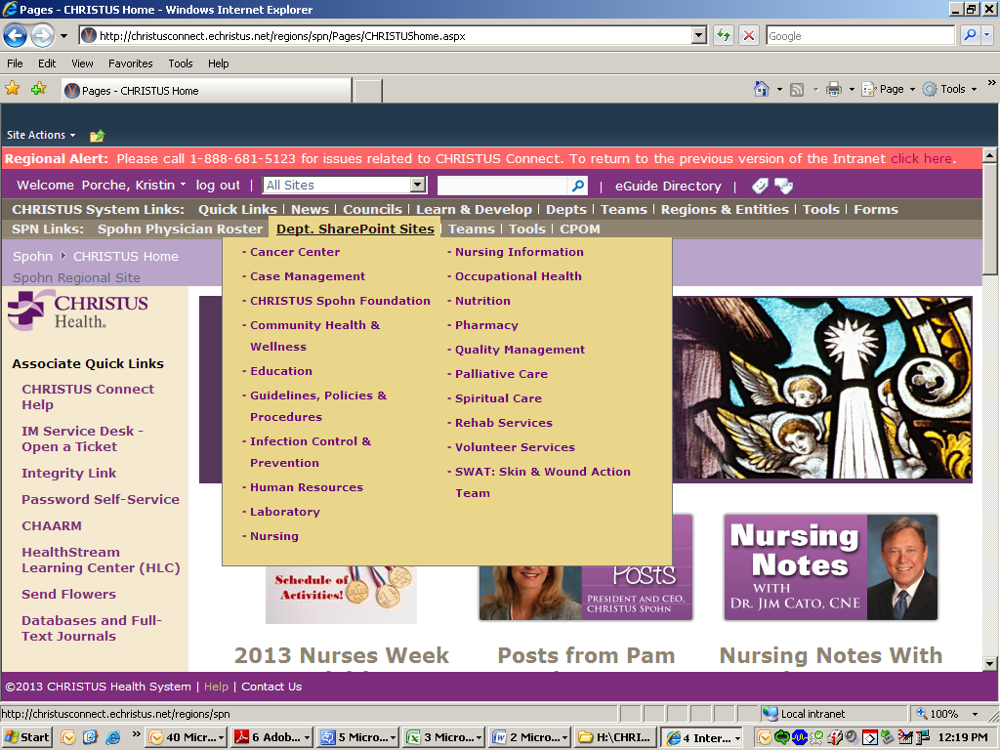 Pages - CHRISTUS Home - Windows Internet Explorer
http://christusconnect.echristus.net/regions/spn/Pages/CHRISTUShome.aspx
Google
File Edit View Favorites Tools Help
Pages - CHRISTUS Home
Page Tools
Site Actions
Regional Alert: Please call 1-888-681-5123 for issues related to CHRISTUS Connect. To return to the previous version of the Intranet click here.
Welcome Porche, Kristin log out | All Sites | eGuide Directory |
CHRISTUS System Links: Quick Links | News | Councils | Learn & Develop | Depts | Teams | Regions & Entities | Tools | Forms
SPN Links: Spohn Physician Roster Dept. SharePoint Sites Teams | Tools | CPOM
Spohn CHRISTUS Home
Spohn Regional Site
CHRISTUS
Health.
Associate Quick Links
CHRISTUS Connect
Help
IM Service Desk -
Open a Ticket
Integrity Link
Password Self-Service
CHAARM
HealthStream
Learning Center (HLC)
Send Flowers
Databases and Full-
Text Journals
- Cancer Center
- Case Management
- CHRISTUS Spohn Foundation
- Community Health &
Wellness
- Education
- Guidelines, Policies &
Procedures
- Infection Control &
Prevention
- Human Resources
- Laboratory
- Nursing
- Nursing Information
- Occupational Health
- Nutrition
- Pharmacy
- Quality Management
- Palliative Care
- Spiritual Care
- Rehab Services
- Volunteer Services
- SWAT: Skin & Wound Action
Team
Schedule of
Activities!
Posts
PRESIDENT AND CEO,
CHRISTUS SPOHN
Nursing
Notes
WITH
DR. JIM CATO, CNE
2013 Nurses Week
Posts from Pam
Nursing Notes With
©2013 CHRISTUS Health System | Help | Contact Us
http://christusconnect.echristus.net/regions/spn
Local intranet
100%
Start
40 Micr...
6 Adob...
5 Micro...
3 Micro...
2 Micro...
H:\CHRI...
4 Inter...
12:19 PM